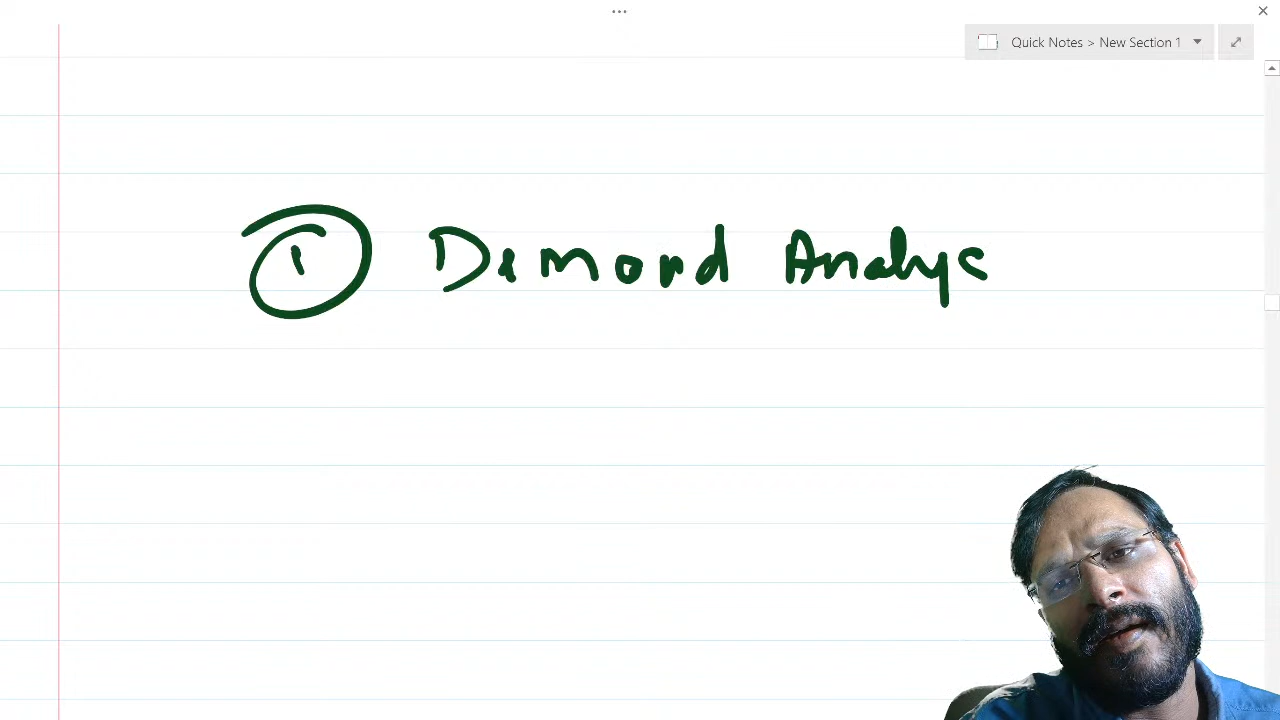 ...
Quick Notes > New Section 1
① Demand Analys